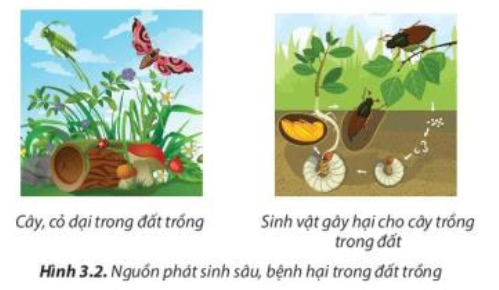 Cây, cỏ dại trong đất trồng
Sinh vật gây hại cho cây trồng
trong đất
Hình 3.2. Nguồn phát sinh sâu, bệnh hại trong đất trồng